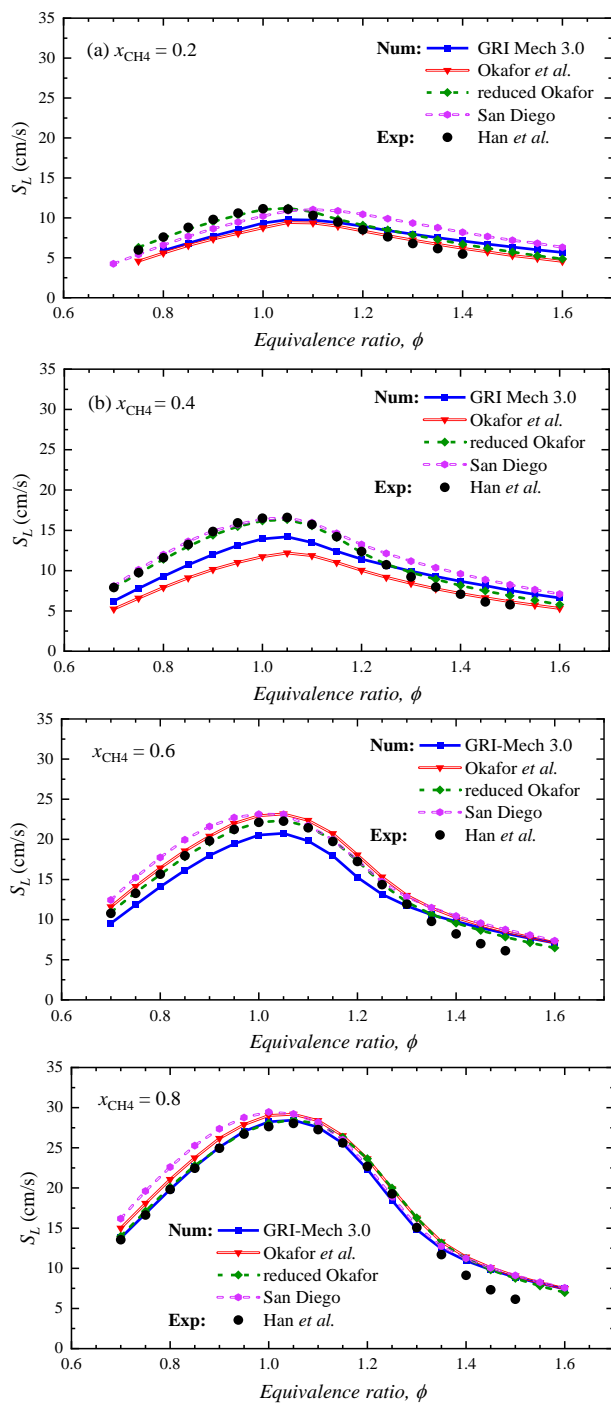 35
30
25
20
15
10
5
0
S_L (cm/s)
(a) x_CH4 = 0.2
Num: GRI Mech 3.0
Okafor et al.
reduced Okafor
San Diego
Exp: Han et al.
0.6 0.8 1.0 1.2 1.4 1.6
Equivalence ratio, ϕ
35
30
25
20
15
10
5
0
S_L (cm/s)
(b) x_CH4 = 0.4
Num: GRI Mech 3.0
Okafor et al.
reduced Okafor
San Diego
Exp: Han et al.
0.6 0.8 1.0 1.2 1.4 1.6
Equivalence ratio, ϕ
35
30
25
20
15
10
5
0
S_L (cm/s)
x_CH4 = 0.6
Num: GRI-Mech 3.0
Okafor et al.
reduced Okafor
San Diego
Exp: Han et al.
0.6 0.8 1.0 1.2 1.4 1.6
Equivalence ratio, ϕ
35
30
25
20
15
10
5
0
S_L (cm/s)
x_CH4 = 0.8
Num: GRI-Mech 3.0
Okafor et al.
reduced Okafor
San Diego
Exp: Han et al.
0.6 0.8 1.0 1.2 1.4 1.6
Equivalence ratio, ϕ